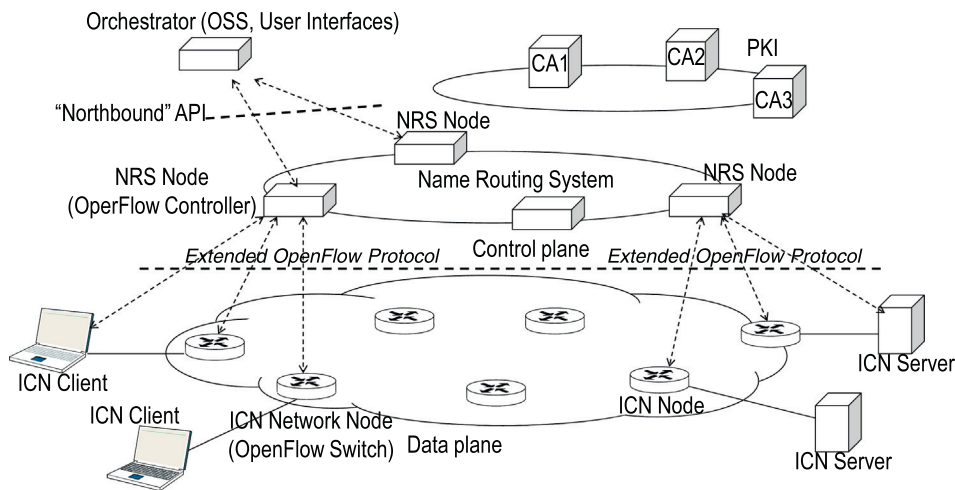 Orchestrator (OSS, User Interfaces)
CA1
CA2
PKI
CA3
“Northbound” API
NRS Node
NRS Node
(OperFlow Controller)
Name Routing System
NRS Node
Control plane
Extended OpenFlow Protocol
Extended OpenFlow Protocol
ICN Client
ICN Server
ICN Client
ICN Network Node
(OpenFlow Switch)
Data plane
ICN Node
ICN Server